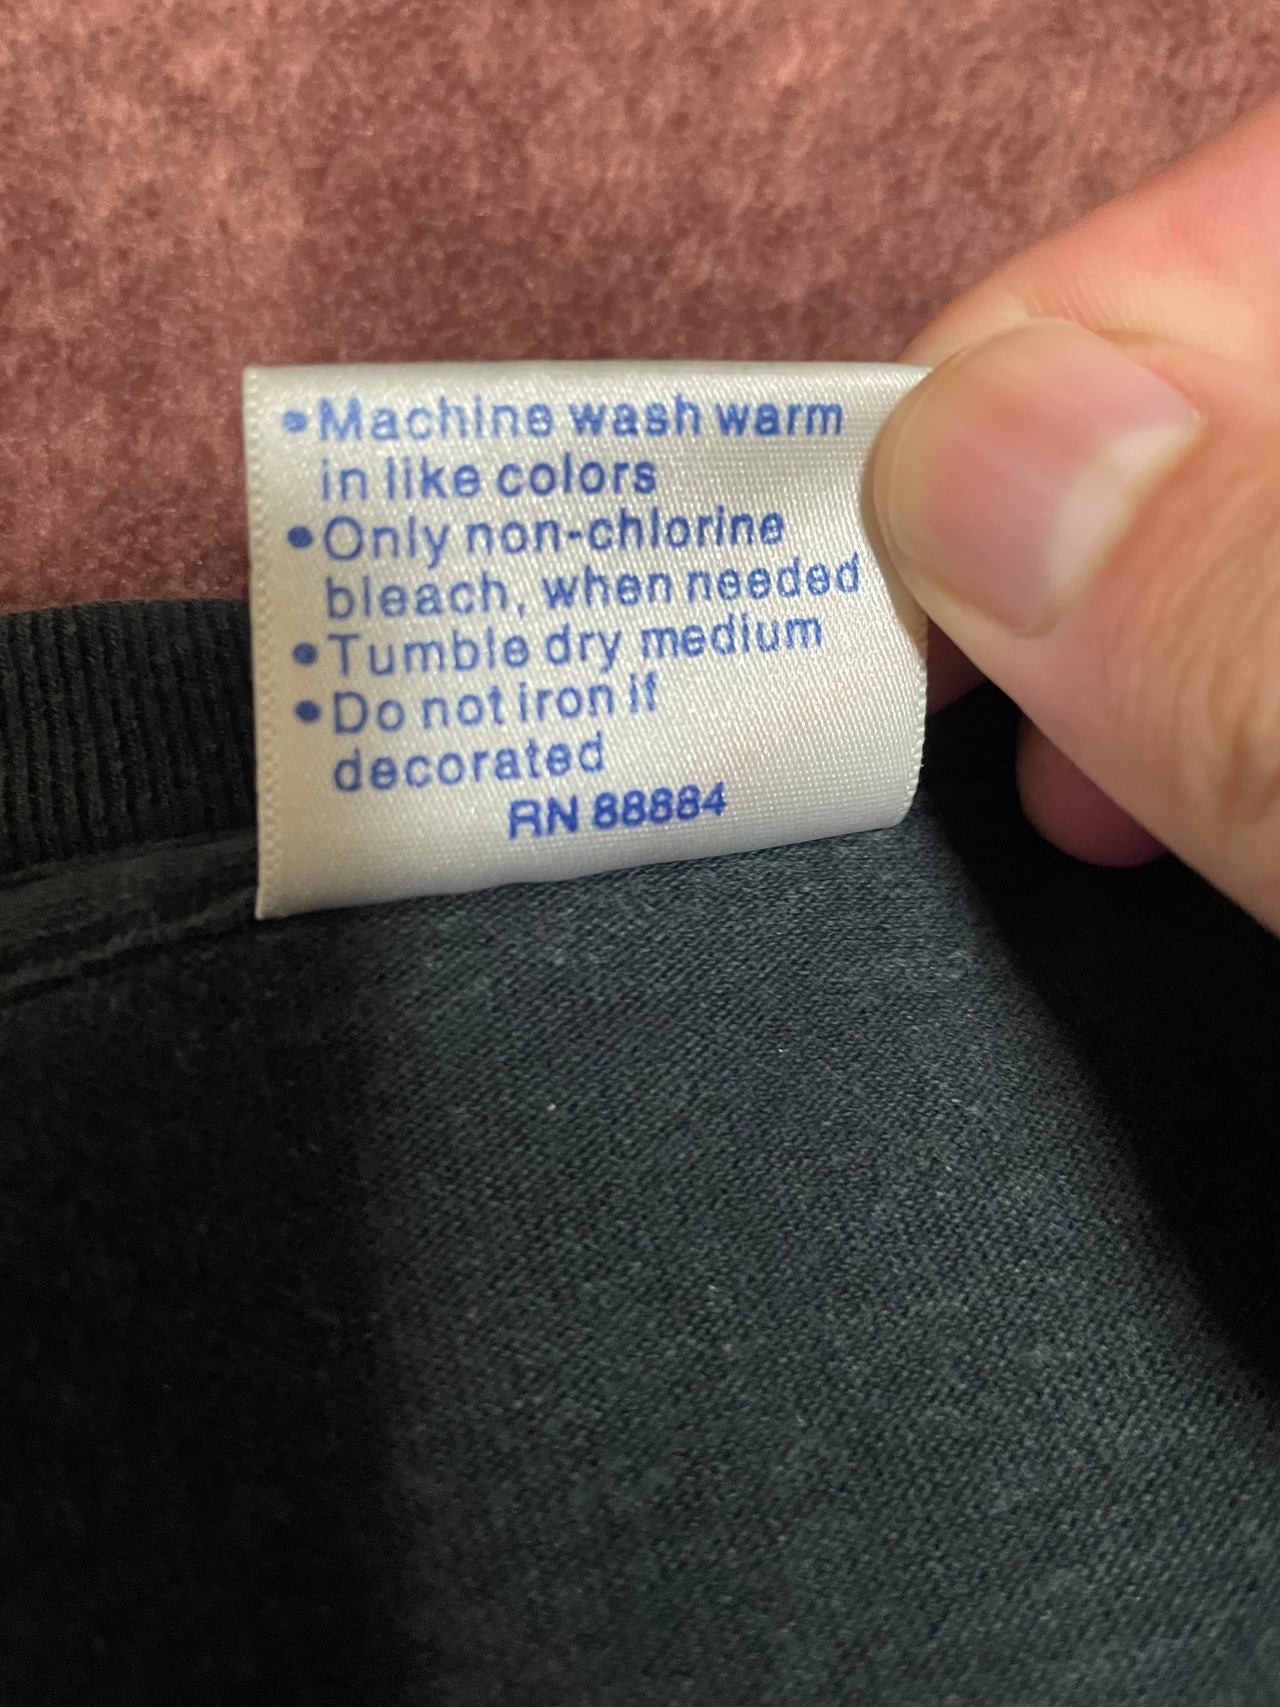 •Machine wash warm
in like colors
•Only non-chlorine
bleach, when needed
•Tumble dry medium
•Do not iron if
decorated
RN 88884